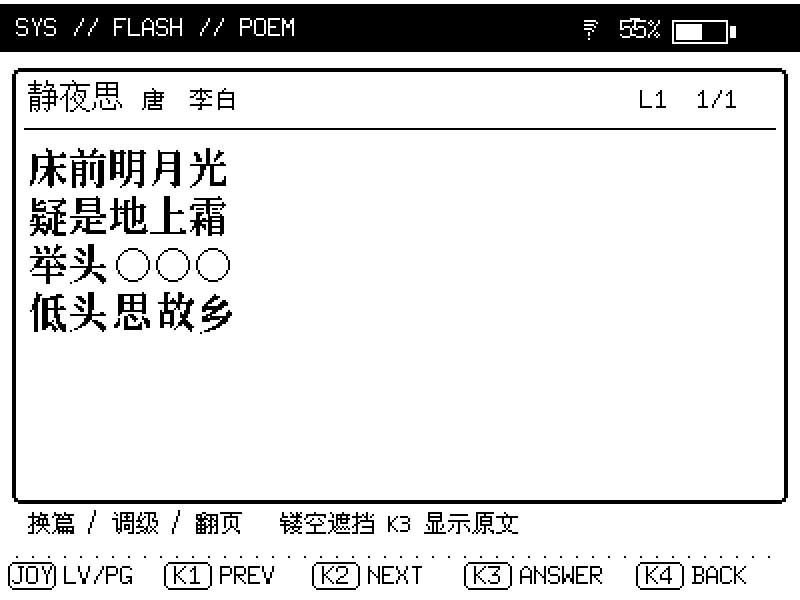 SYS // FLASH // POEM 55%
静夜思 唐 李白 L1 1/1
床前明月光
疑是地上霜
举头○○○
低头思故乡
换篇 / 调级 / 翻页 镂空遮挡 K3 显示原文
JOY LV/PG K1 PREV K2 NEXT K3 ANSWER K4 BACK